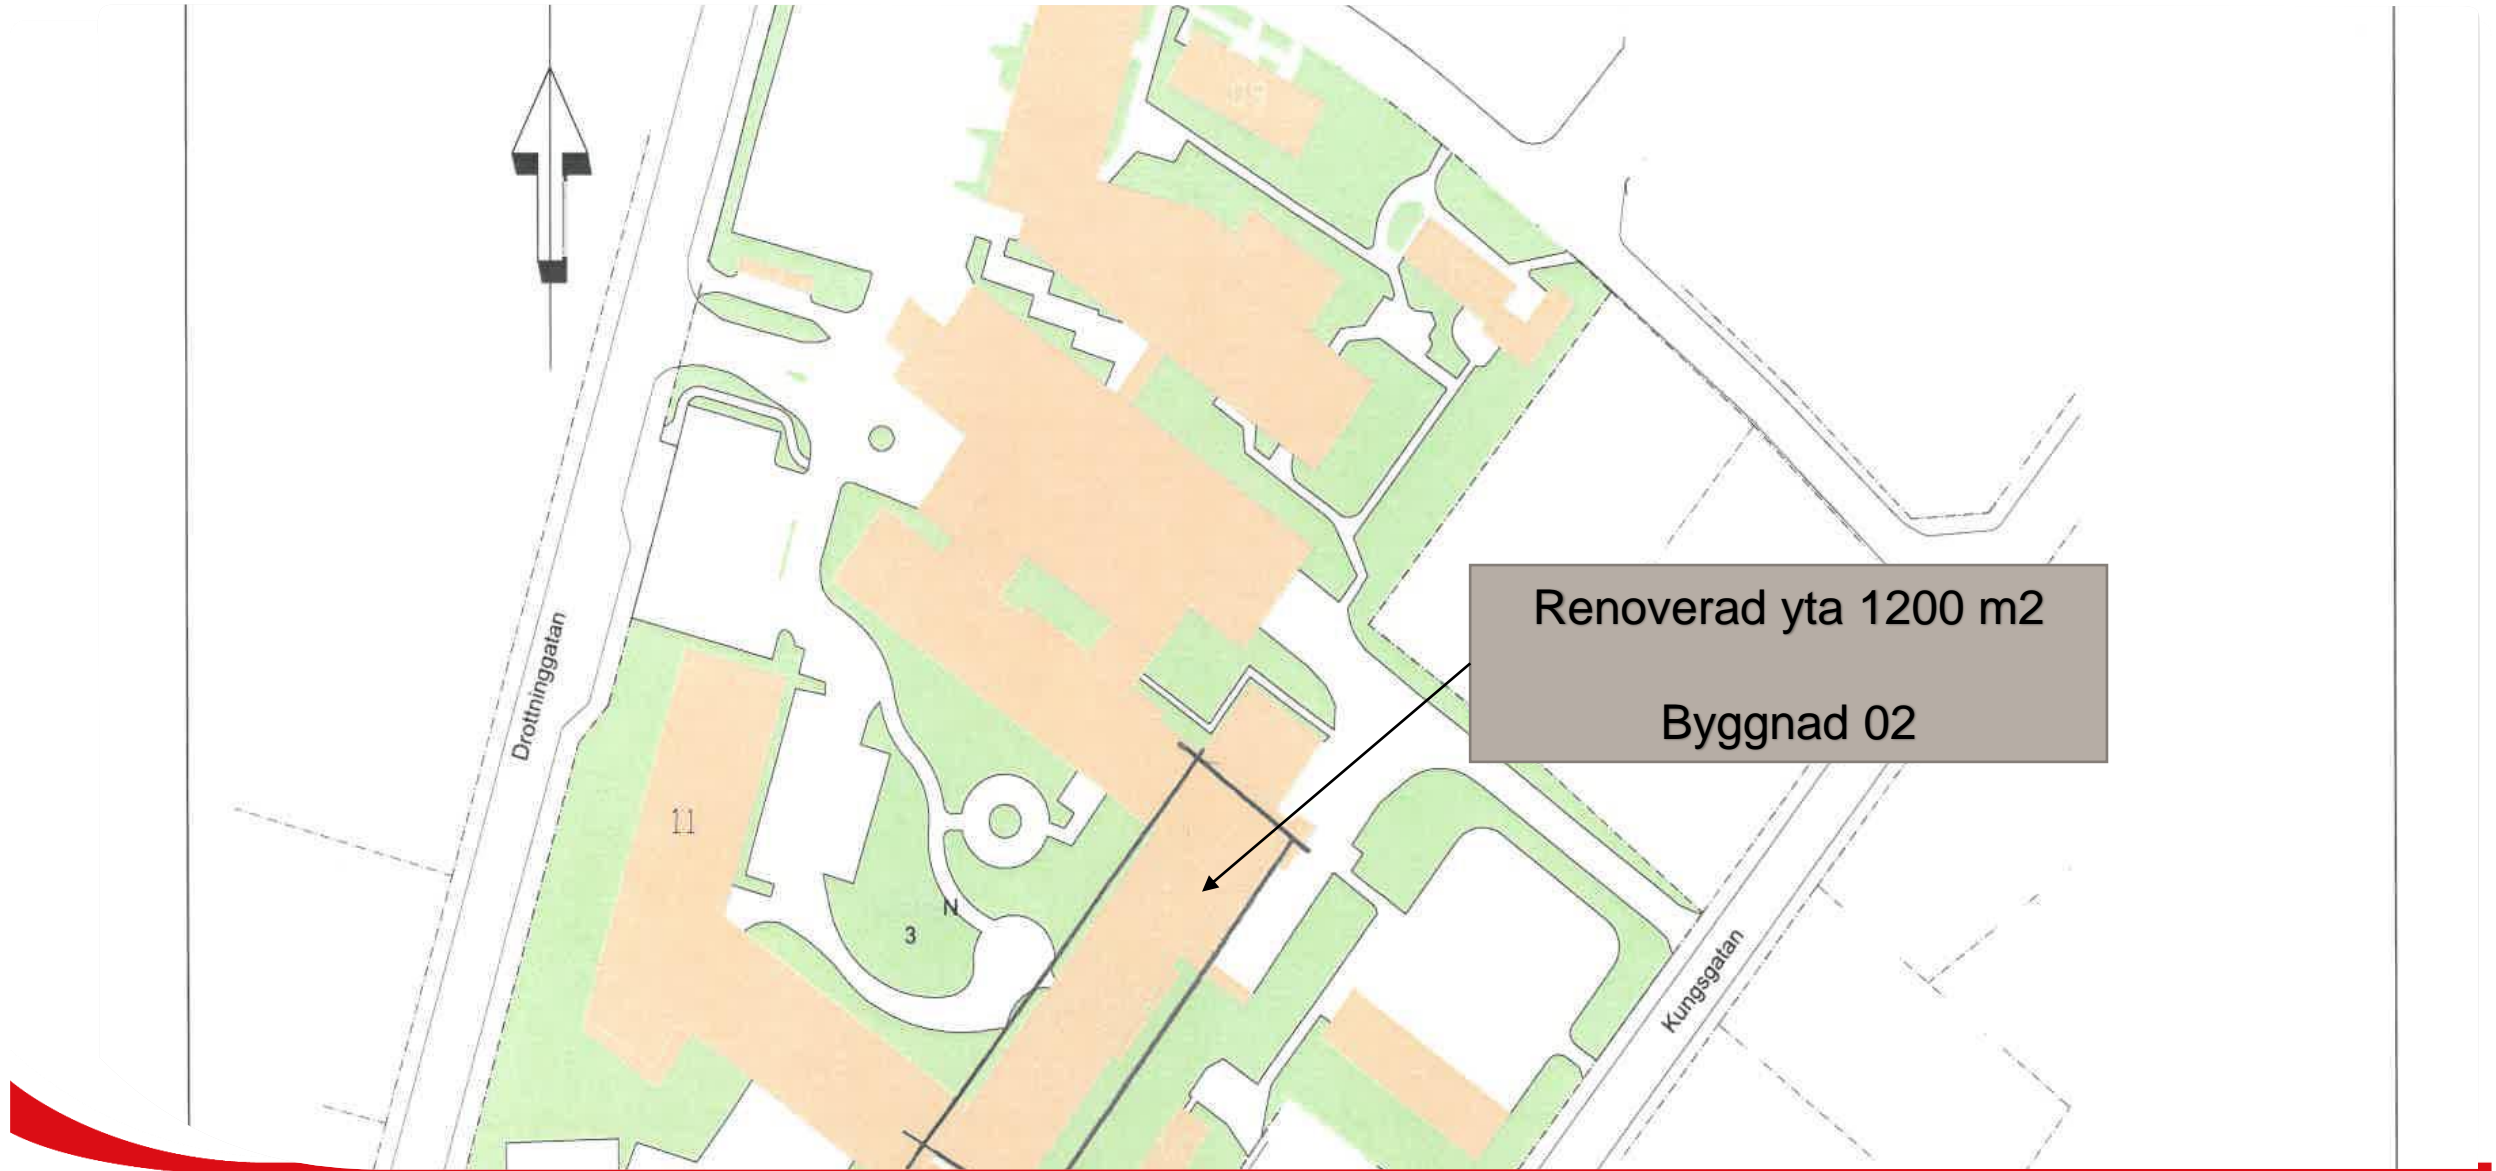 Renoverad yta 1200 m2
Byggnad 02
Drottninggatan
11
N
3
Kungsgatan